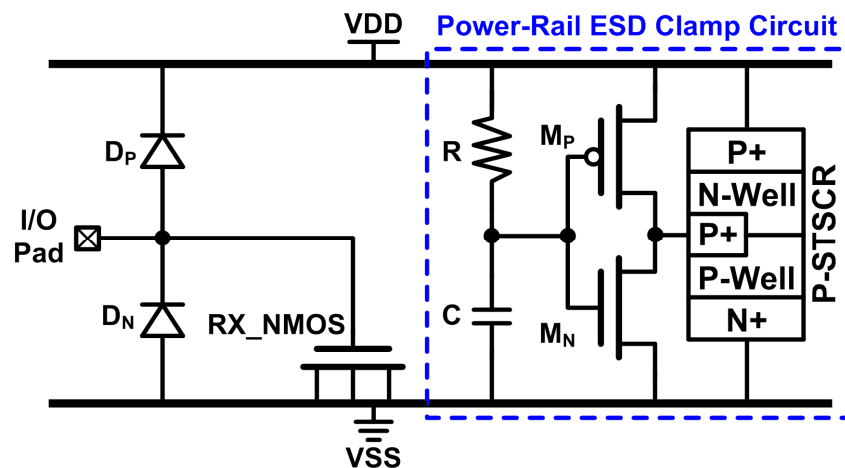 VDD
Power-Rail ESD Clamp Circuit
DP
R
MP
P+
N-Well
I/O
Pad
P+
P-STSCR
P-Well
DN
RX_NMOS
C
MN
N+
VSS